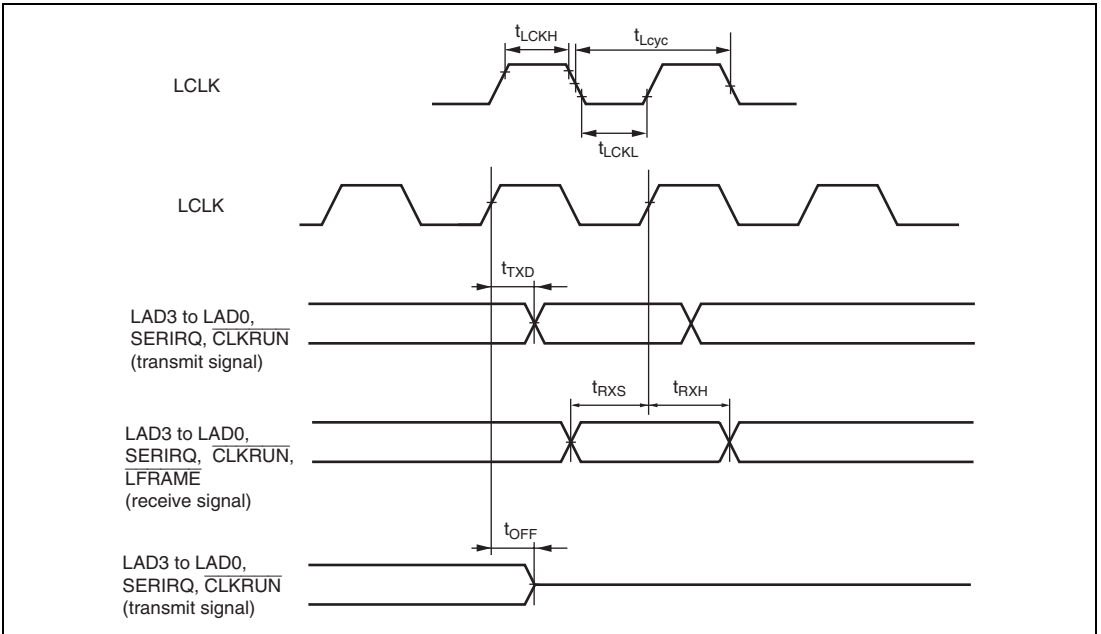 tLCKH
tLcyc
LCLK
tLCKL
LCLK
tTXD
LAD3 to LAD0,
SERIRQ, CLKRUN
(transmit signal)
tRXS
tRXH
LAD3 to LAD0,
SERIRQ, CLKRUN,
LFRAME
(receive signal)
tOFF
LAD3 to LAD0,
SERIRQ, CLKRUN
(transmit signal)